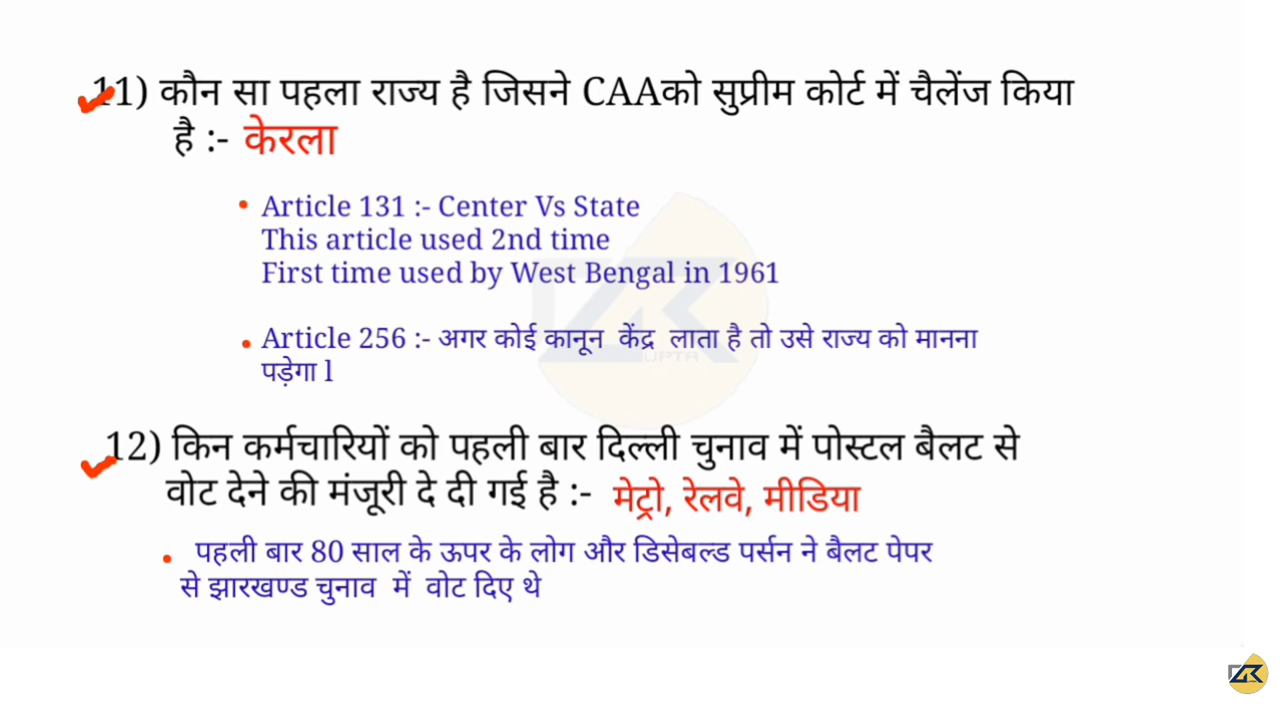 11) कौन सा पहला राज्य है जिसने CAAको सुप्रीम कोर्ट में चैलेंज किया
है :- केरला
• Article 131 :- Center Vs State
This article used 2nd time
First time used by West Bengal in 1961
• Article 256 :- अगर कोई कानून केंद्र लाता है तो उसे राज्य को मानना
पड़ेगा l
UPTA
12) किन कर्मचारियों को पहली बार दिल्ली चुनाव में पोस्टल बैलट से
वोट देने की मंजूरी दे दी गई है :- मेट्रो, रेलवे, मीडिया
• पहली बार 80 साल के ऊपर के लोग और डिसेबल्ड पर्सन ने बैलट पेपर
से झारखण्ड चुनाव में वोट दिए थे